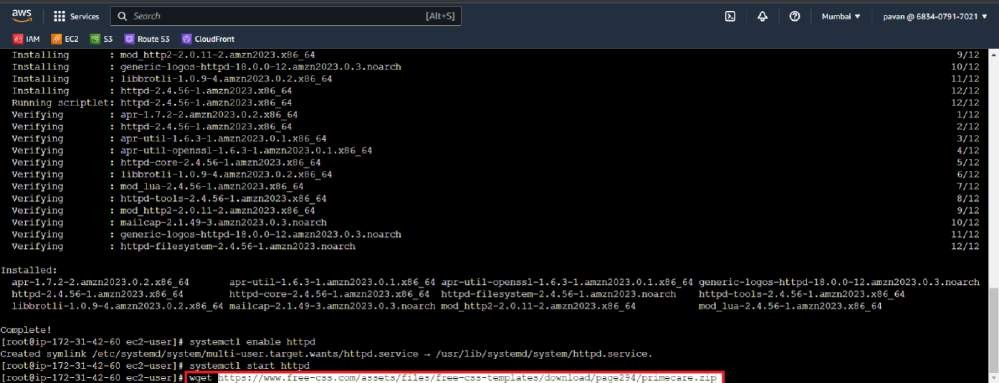 aws Services Search [Alt+S] Mumbai pavan @ 6834-0791-7021
IAM EC2 S3 Route 53 CloudFront
Installing : mod_http2-2.0.11-2.amzn2023.x86_64 9/12
Installing : generic-logos-httpd-18.0.0-12.amzn2023.0.3.noarch 10/12
Installing : libbrotli-1.0.9-4.amzn2023.0.2.x86_64 11/12
Installing : httpd-2.4.56-1.amzn2023.x86_64 12/12
Running scriptlet: httpd-2.4.56-1.amzn2023.x86_64 12/12
Verifying : apr-1.7.2-2.amzn2023.0.2.x86_64 1/12
Verifying : httpd-2.4.56-1.amzn2023.x86_64 2/12
Verifying : apr-util-1.6.3-1.amzn2023.0.1.x86_64 3/12
Verifying : apr-util-openssl-1.6.3-1.amzn2023.0.1.x86_64 4/12
Verifying : httpd-core-2.4.56-1.amzn2023.x86_64 5/12
Verifying : libbrotli-1.0.9-4.amzn2023.0.2.x86_64 6/12
Verifying : mod_lua-2.4.56-1.amzn2023.x86_64 7/12
Verifying : httpd-tools-2.4.56-1.amzn2023.x86_64 8/12
Verifying : mod_http2-2.0.11-2.amzn2023.x86_64 9/12
Verifying : mailcap-2.1.49-3.amzn2023.0.3.noarch 10/12
Verifying : generic-logos-httpd-18.0.0-12.amzn2023.0.3.noarch 11/12
Verifying : httpd-filesystem-2.4.56-1.amzn2023.noarch 12/12
Installed:
apr-1.7.2-2.amzn2023.0.2.x86_64 apr-util-1.6.3-1.amzn2023.0.1.x86_64 apr-util-openssl-1.6.3-1.amzn2023.0.1.x86_64 generic-logos-httpd-18.0.0-12.amzn2023.0.3.noarch
httpd-2.4.56-1.amzn2023.x86_64 httpd-core-2.4.56-1.amzn2023.x86_64 httpd-filesystem-2.4.56-1.amzn2023.noarch httpd-tools-2.4.56-1.amzn2023.x86_64
libbrotli-1.0.9-4.amzn2023.0.2.x86_64 mailcap-2.1.49-3.amzn2023.0.3.noarch mod_http2-2.0.11-2.amzn2023.x86_64 mod_lua-2.4.56-1.amzn2023.x86_64
Complete!
[root@ip-172-31-42-60 ec2-user]# systemctl enable httpd
Created symlink /etc/systemd/system/multi-user.target.wants/httpd.service → /usr/lib/systemd/system/httpd.service.
[root@ip-172-31-42-60 ec2-user]# systemctl start httpd
[root@ip-172-31-42-60 ec2-user]# wget https://www.free-css.com/assets/files/free-css-templates/download/page294/primecare.zip